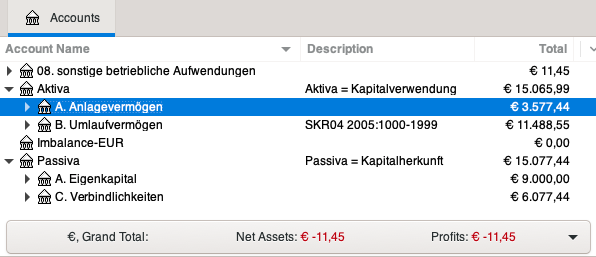 Accounts
Account Name Description Total
08. sonstige betriebliche Aufwendungen € 11,45
Aktiva Aktiva = Kapitalverwendung € 15.065,99
A. Anlagevermögen € 3.577,44
B. Umlaufvermögen SKR04 2005:1000-1999 € 11.488,55
Imbalance-EUR € 0,00
Passiva Passiva = Kapitalherkunft € 15.077,44
A. Eigenkapital € 9.000,00
C. Verbindlichkeiten € 6.077,44
€, Grand Total: Net Assets: € -11,45 Profits: € -11,45